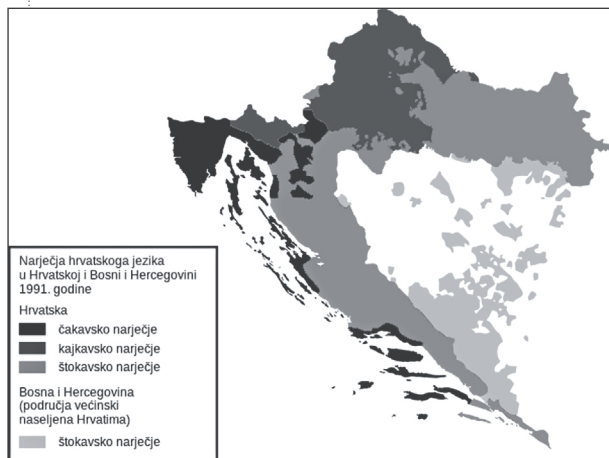 Narječja hrvatskoga jezika
u Hrvatskoj i Bosni i Hercegovini
1991. godine
Hrvatska
čakavsko narječje
kajkavsko narječje
štokavsko narječje
Bosna i Hercegovina
(područja većinski
naseljena Hrvatima)
štokavsko narječje